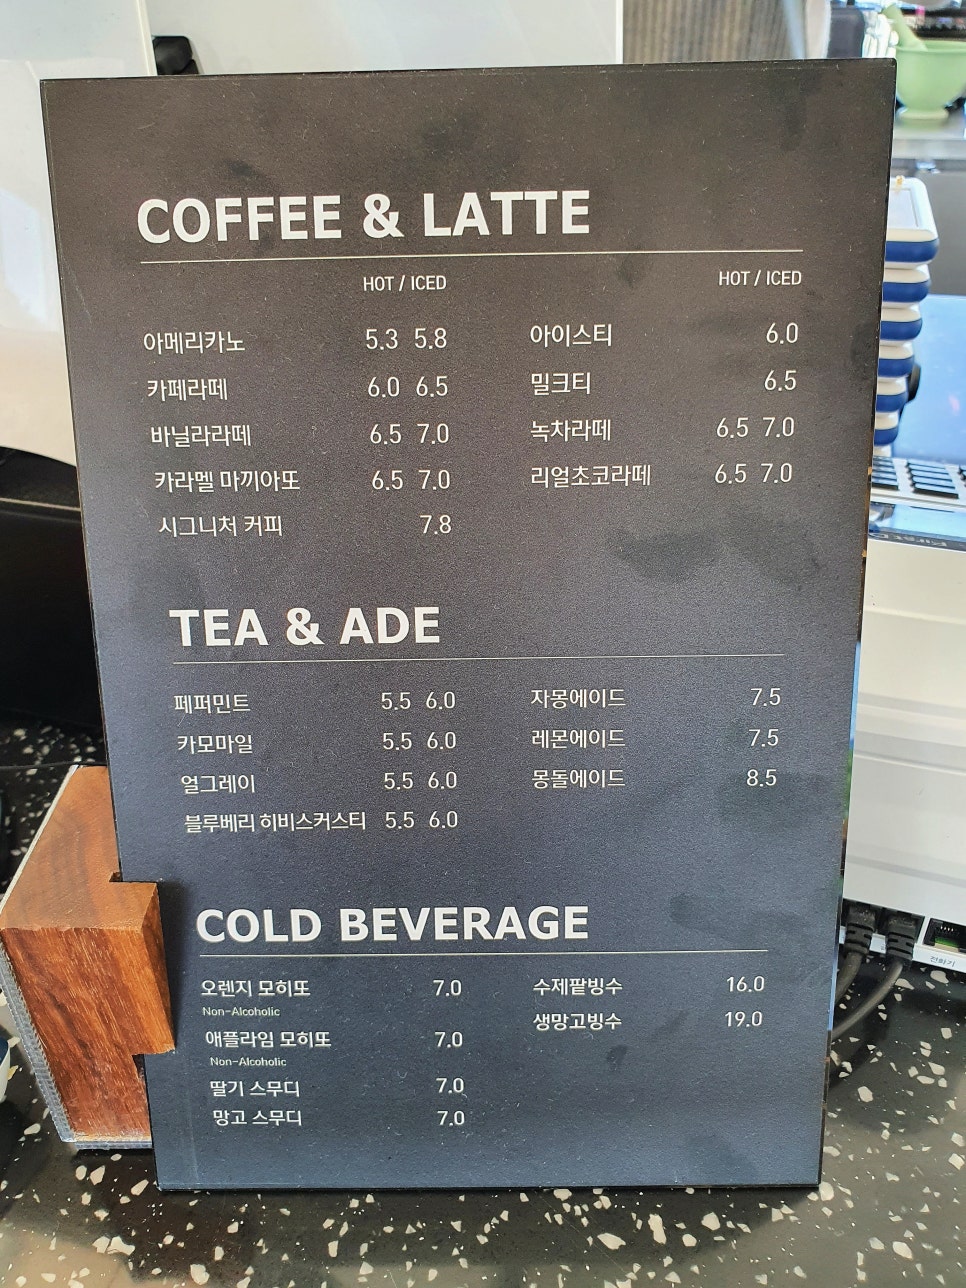 COFFEE & LATTE
HOT / ICED
아메리카노 5.3 5.8
카페라떼 6.0 6.5
바닐라라떼 6.5 7.0
카라멜 마끼아또 6.5 7.0
시그니처 커피 7.8
HOT / ICED
아이스티 6.0
밀크티 6.5
녹차라떼 6.5 7.0
리얼초코라떼 6.5 7.0
TEA & ADE
페퍼민트 5.5 6.0
카모마일 5.5 6.0
얼그레이 5.5 6.0
블루베리 히비스커스티 5.5 6.0
자몽에이드 7.5
레몬에이드 7.5
몽돌에이드 8.5
COLD BEVERAGE
오렌지 모히또 7.0
Non-Alcoholic
애플라임 모히또 7.0
Non-Alcoholic
딸기 스무디 7.0
망고 스무디 7.0
수제팥빙수 16.0
생망고빙수 19.0
전화기